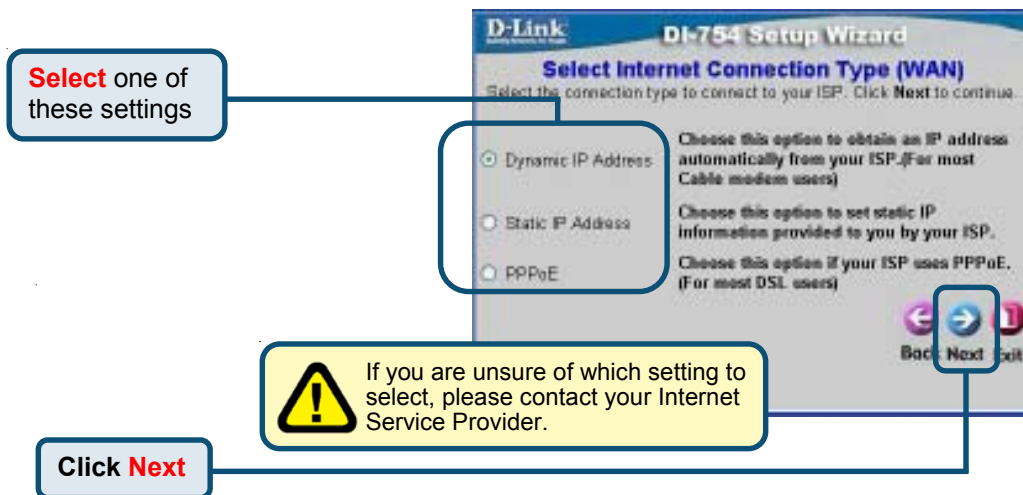 D-Link
DI-754 Setup Wizard
Select Internet Connection Type (WAN)
Select the connection type to connect to your ISP. Click Next to continue.
Select one of
these settings
Dynamic IP Address
Choose this option to obtain an IP address
automatically from your ISP.(For most
Cable modem users)
Static IP Address
Choose this option to set static IP
information provided to you by your ISP.
PPPoE
Choose this option if your ISP uses PPPoE.
(For most DSL users)
Back Next Exit
If you are unsure of which setting to
select, please contact your Internet
Service Provider.
Click Next